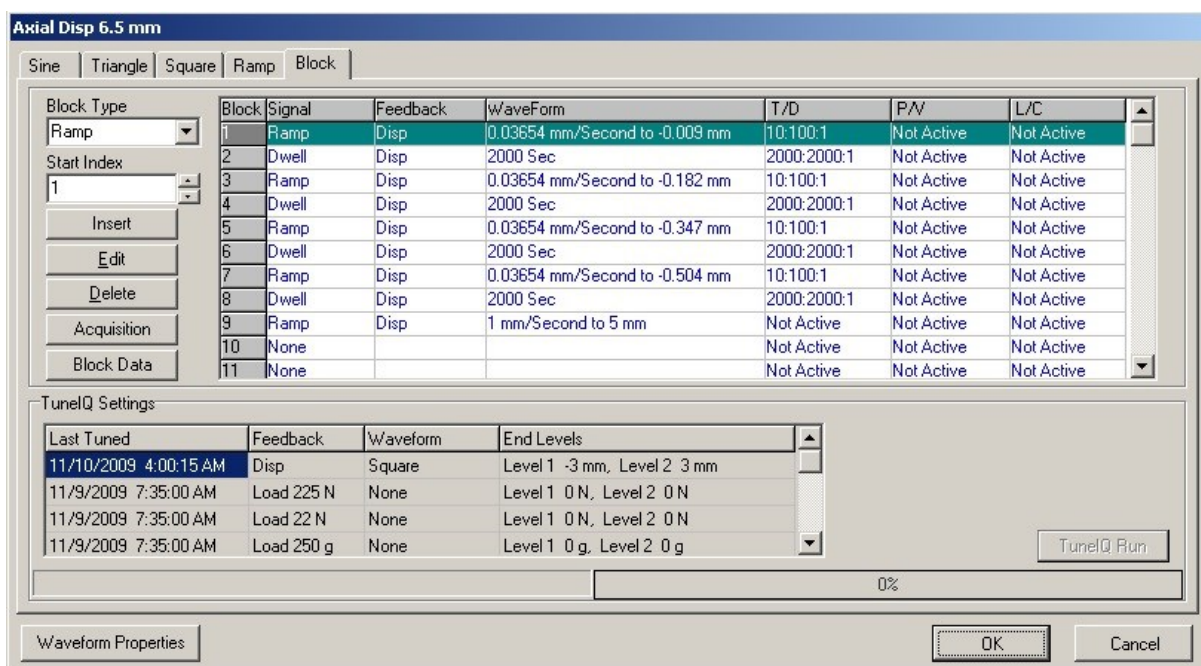 Axial Disp 6.5 mm
Sine Triangle Square Ramp Block
Block Type
Ramp
Start Index
1
Insert
Edit
Delete
Acquisition
Block Data
Block Signal Feedback WaveForm T/D P/V L/C
1 Ramp Disp 0.03654 mm/Second to -0.009 mm 10:100:1 Not Active Not Active
2 Dwell Disp 2000 Sec 2000:2000:1 Not Active Not Active
3 Ramp Disp 0.03654 mm/Second to -0.182 mm 10:100:1 Not Active Not Active
4 Dwell Disp 2000 Sec 2000:2000:1 Not Active Not Active
5 Ramp Disp 0.03654 mm/Second to -0.347 mm 10:100:1 Not Active Not Active
6 Dwell Disp 2000 Sec 2000:2000:1 Not Active Not Active
7 Ramp Disp 0.03654 mm/Second to -0.504 mm 10:100:1 Not Active Not Active
8 Dwell Disp 2000 Sec 2000:2000:1 Not Active Not Active
9 Ramp Disp 1 mm/Second to 5 mm Not Active Not Active Not Active
10 None Not Active Not Active Not Active
11 None Not Active Not Active Not Active
TuneIQ Settings
Last Tuned Feedback Waveform End Levels
11/10/2009 4:00:15 AM Disp Square Level 1 -3 mm, Level 2 3 mm
11/9/2009 7:35:00 AM Load 225 N None Level 1 0 N, Level 2 0 N
11/9/2009 7:35:00 AM Load 22 N None Level 1 0 N, Level 2 0 N
11/9/2009 7:35:00 AM Load 250 g None Level 1 0 g, Level 2 0 g
TuneIQ Run
0%
Waveform Properties OK Cancel